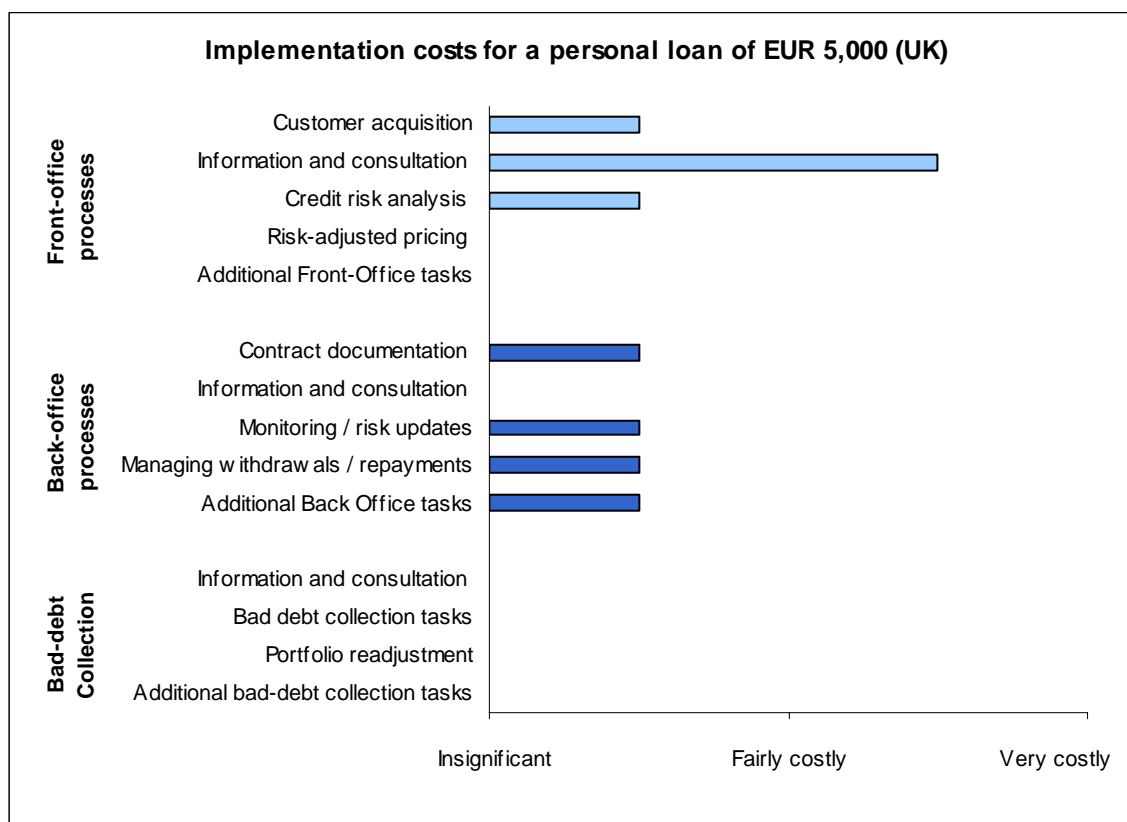 Implementation costs for a personal loan of EUR 5,000 (UK)
Front-office
processes
Customer acquisition
Information and consultation
Credit risk analysis
Risk-adjusted pricing
Additional Front-Office tasks
Back-office
processes
Contract documentation
Information and consultation
Monitoring / risk updates
Managing withdrawals / repayments
Additional Back Office tasks
Bad-debt
Collection
Information and consultation
Bad debt collection tasks
Portfolio readjustment
Additional bad-debt collection tasks
Insignificant Fairly costly Very costly